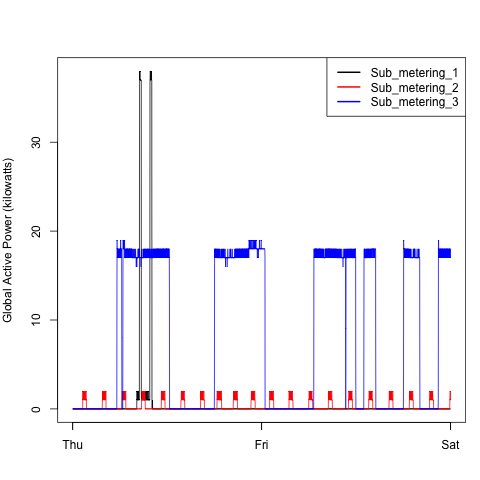 Sub_metering_1
Sub_metering_2
Sub_metering_3
Global Active Power (kilowatts)
30
20
10
0
Thu Fri Sat